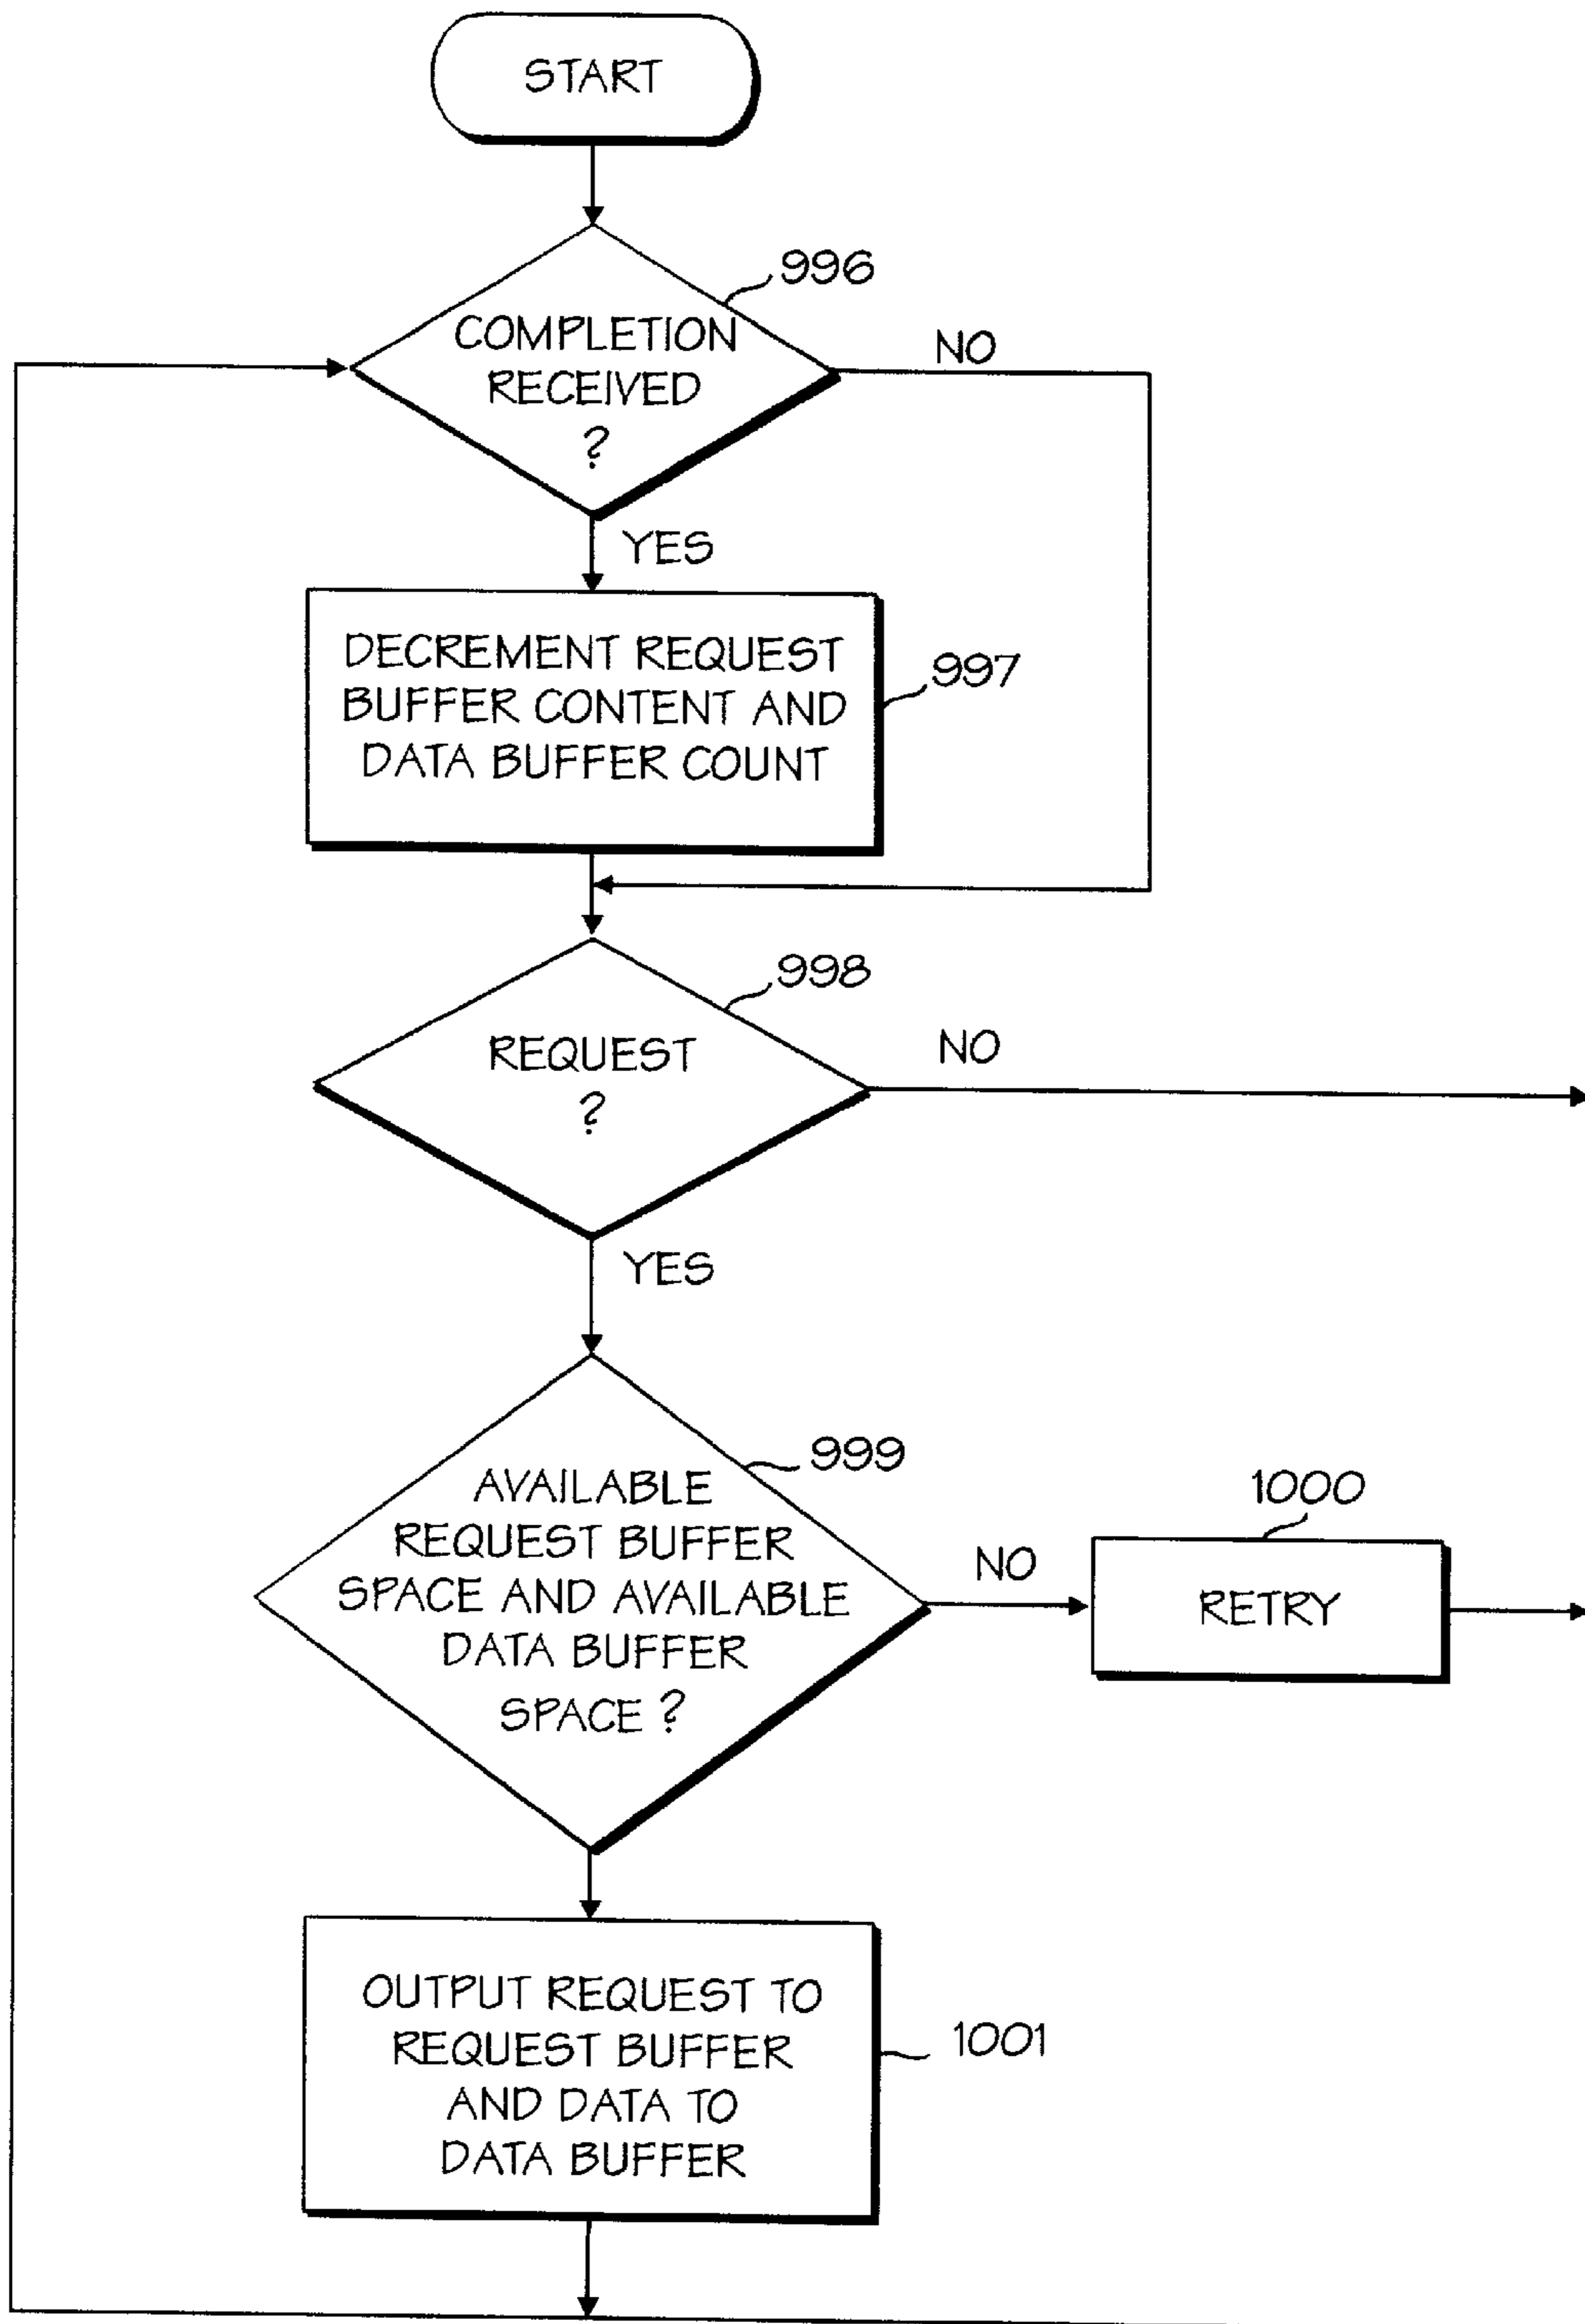 START
996
COMPLETION
RECEIVED
?
NO
YES
DECREMENT REQUEST
BUFFER CONTENT AND
DATA BUFFER COUNT
997
998
REQUEST
?
NO
YES
999
AVAILABLE
REQUEST BUFFER
SPACE AND AVAILABLE
DATA BUFFER
SPACE ?
NO
1000
RETRY
OUTPUT REQUEST TO
REQUEST BUFFER
AND DATA TO
DATA BUFFER
1001